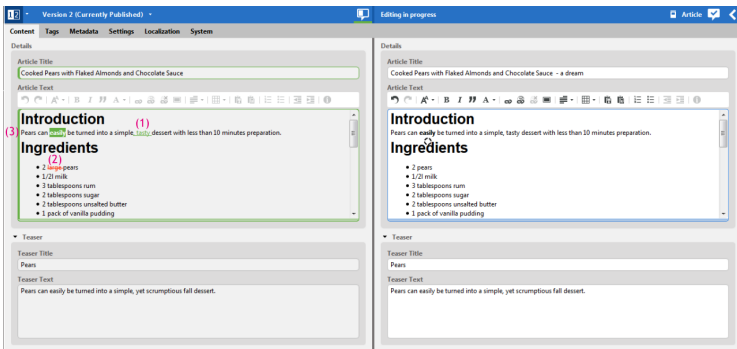 12 Version 2 (Currently Published)
Content Tags Metadata Settings Localization System
Details
Article Title
Cooked Pears with Flaked Almonds and Chocolate Sauce
Article Text
(1)
Introduction
(3) Pears can easily be turned into a simple, tasty dessert with less than 10 minutes preparation.
Ingredients
(2)
2 large pears
1/2l milk
3 tablespoons rum
2 tablespoons sugar
2 tablespoons unsalted butter
1 pack of vanilla pudding
Teaser
Teaser Title
Pears
Teaser Text
Pears can easily be turned into a simple, yet scrumptious fall dessert.
Editing in progress Article
Details
Article Title
Cooked Pears with Flaked Almonds and Chocolate Sauce - a dream
Article Text
Introduction
Pears can easily be turned into a simple, tasty dessert with less than 10 minutes preparation.
Ingredients
2 pears
1/2l milk
3 tablespoons rum
2 tablespoons sugar
2 tablespoons unsalted butter
1 pack of vanilla pudding
Teaser
Teaser Title
Pears
Teaser Text
Pears can easily be turned into a simple, yet scrumptious fall dessert.